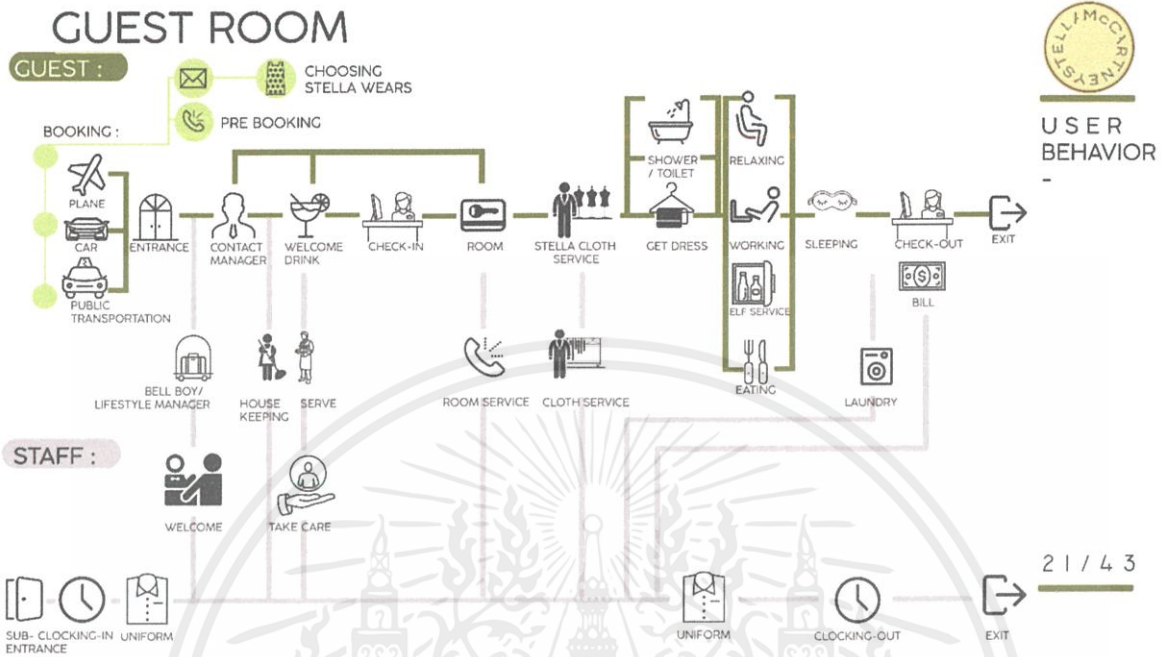 GUEST ROOM
GUEST :
CHOOSING
STELLA WEARS
PRE BOOKING
BOOKING :
STELLA McCARTNEY
USER
BEHAVIOR
-
PLANE
CAR
PUBLIC
TRANSPORTATION
ENTRANCE
CONTACT
MANAGER
WELCOME
DRINK
CHECK-IN
ROOM
STELLA CLOTH
SERVICE
SHOWER
/ TOILET
GET DRESS
RELAXING
WORKING
ELF SERVICE
EATING
SLEEPING
CHECK-OUT
BILL
EXIT
BELL BOY/
LIFESTYLE MANAGER
HOUSE
KEEPING
SERVE
ROOM SERVICE
CLOTH SERVICE
LAUNDRY
STAFF :
WELCOME
TAKE CARE
21/43
SUB-
ENTRANCE
CLOCKING-IN
UNIFORM
UNIFORM
CLOCKING-OUT
EXIT